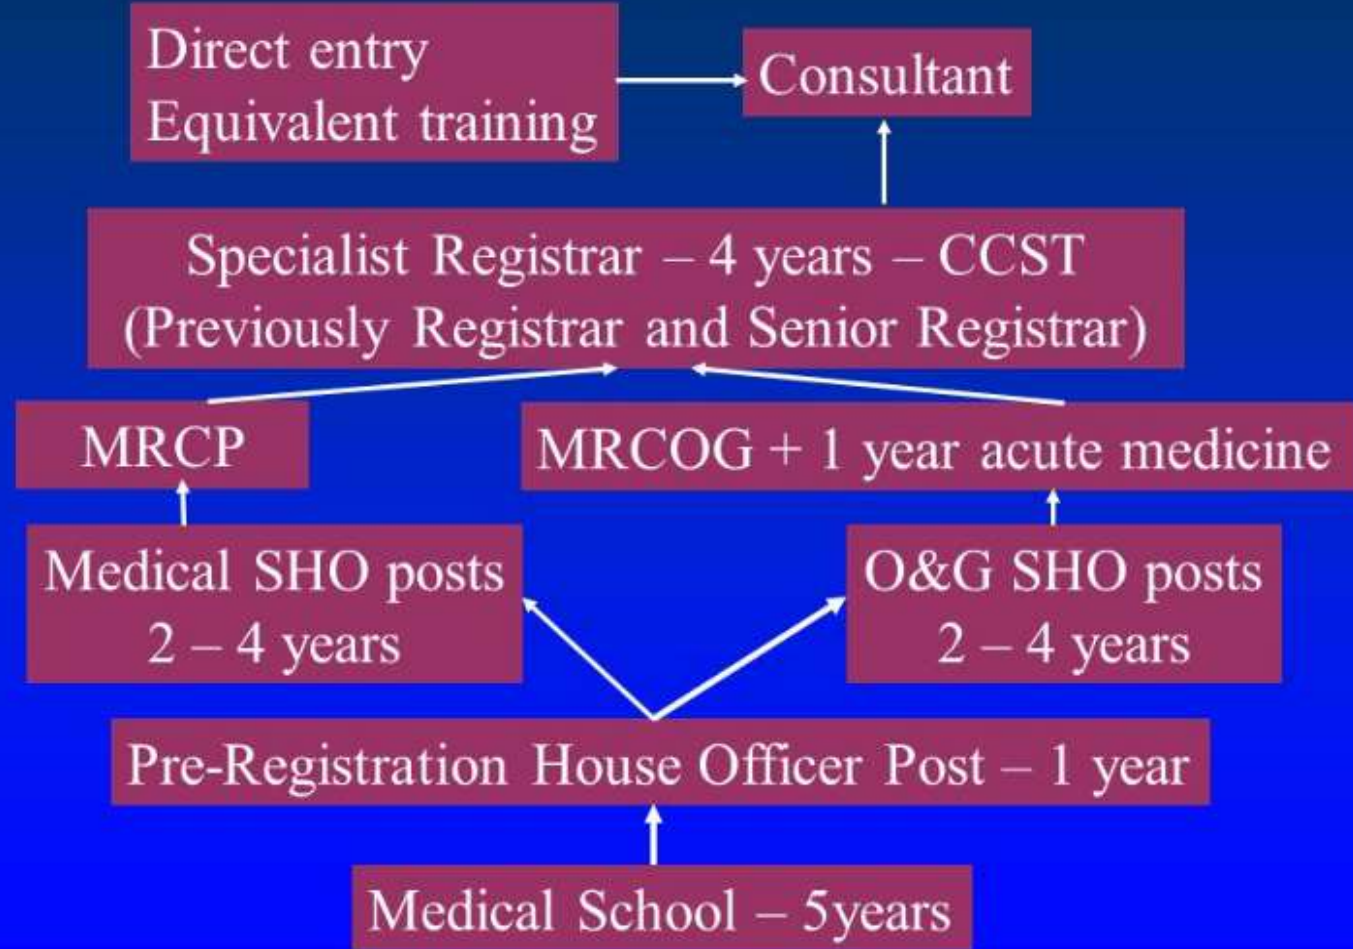 Direct entry
Equivalent training
Consultant
Specialist Registrar – 4 years – CCST
(Previously Registrar and Senior Registrar)
MRCP
MRCOG + 1 year acute medicine
Medical SHO posts
2 – 4 years
O&G SHO posts
2 – 4 years
Pre-Registration House Officer Post – 1 year
Medical School – 5years